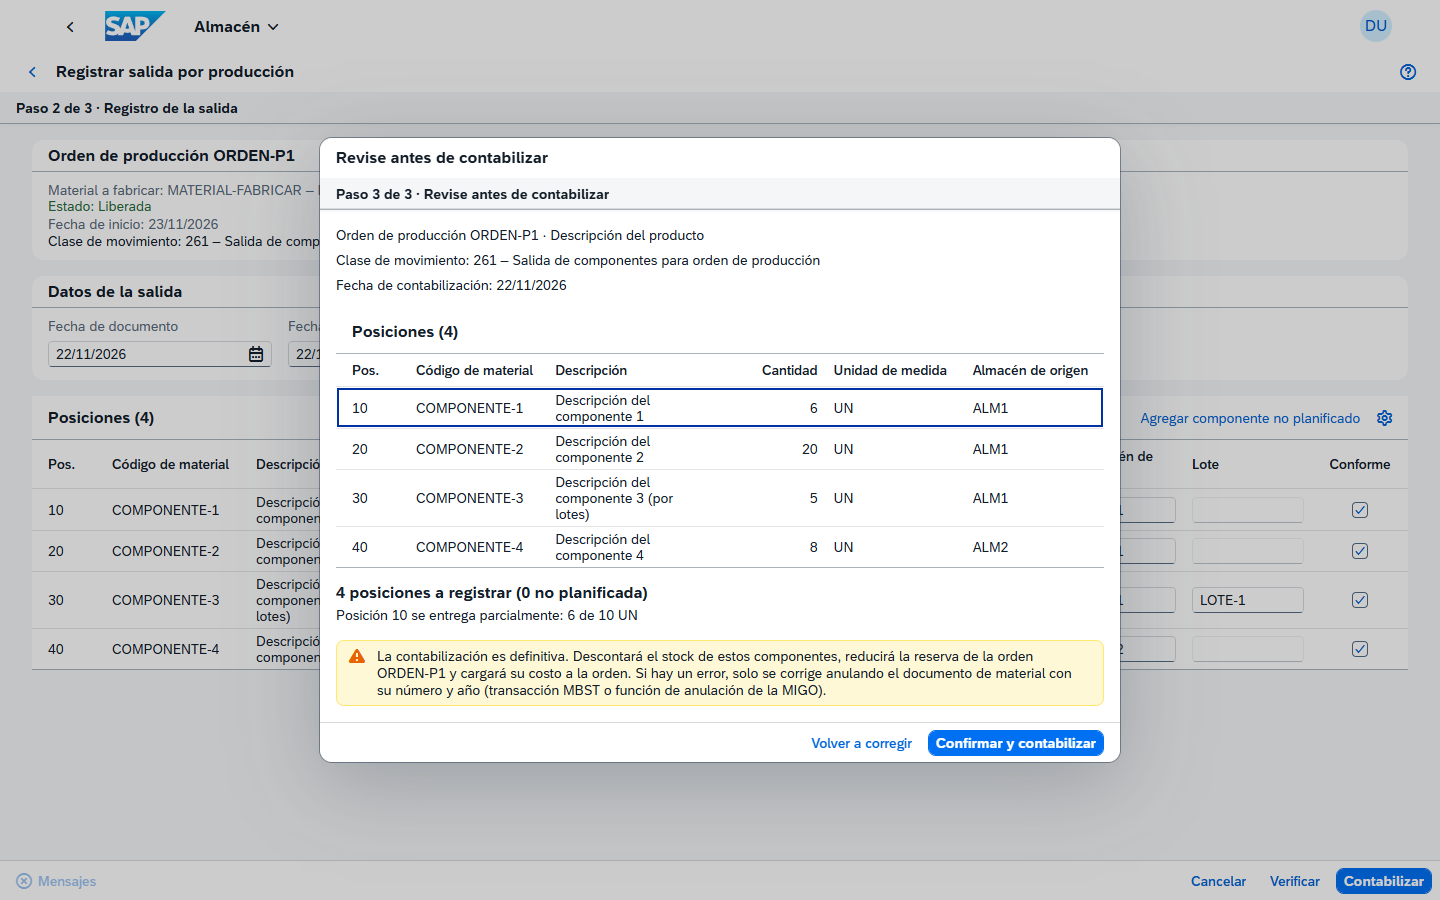 SAP
Almacén
DU
Registrar salida por producción
Paso 2 de 3 · Registro de la salida
Orden de producción ORDEN-P1
Material a fabricar: MATERIAL-FABRICAR –
Estado: Liberada
Fecha de inicio: 23/11/2026
Clase de movimiento: 261 – Salida de comp
Datos de la salida
Fecha de documento
22/11/2026
Posiciones (4)
Agregar componente no planificado
Pos. Código de material Lote Conforme
10 COMPONENTE-1
20 COMPONENTE-2
30 COMPONENTE-3 lotes) LOTE-1
40 COMPONENTE-4
Revise antes de contabilizar
Paso 3 de 3 · Revise antes de contabilizar
Orden de producción ORDEN-P1 · Descripción del producto
Clase de movimiento: 261 – Salida de componentes para orden de producción
Fecha de contabilización: 22/11/2026
Posiciones (4)
Pos. Código de material Descripción Cantidad Unidad de medida Almacén de origen
10 COMPONENTE-1 Descripción del componente 1 6 UN ALM1
20 COMPONENTE-2 Descripción del componente 2 20 UN ALM1
30 COMPONENTE-3 Descripción del componente 3 (por lotes) 5 UN ALM1
40 COMPONENTE-4 Descripción del componente 4 8 UN ALM2
4 posiciones a registrar (0 no planificada)
Posición 10 se entrega parcialmente: 6 de 10 UN
La contabilización es definitiva. Descontará el stock de estos componentes, reducirá la reserva de la orden
ORDEN-P1 y cargará su costo a la orden. Si hay un error, solo se corrige anulando el documento de material con
su número y año (transacción MBST o función de anulación de la MIGO).
Volver a corregir
Confirmar y contabilizar
Mensajes
Cancelar
Verificar
Contabilizar